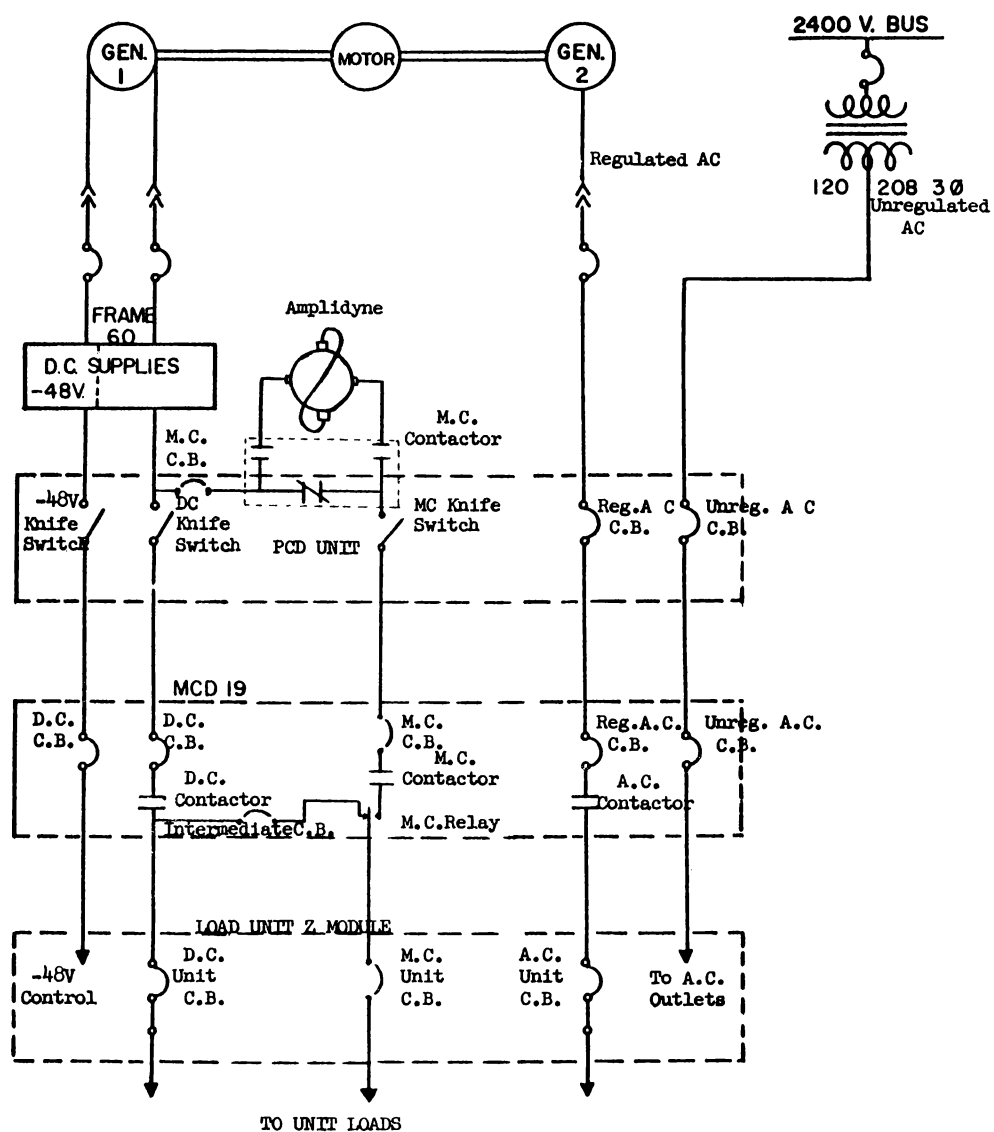 GEN.
1
MOTOR
GEN.
2
2400 V. BUS
Regulated AC
120 208 3Ø
Unregulated
AC
FRAME
60
D.C. SUPPLIES
-48V.
Amplidyne
M.C.
Contactor
M.C.
C.B.
-48V
Knife
Switch
DC
Knife
Switch
PCD UNIT
MC Knife
Switch
Reg.A C
C.B.
Unreg. A C
C.B.
MCD 19
D.C.
C.B.
D.C.
C.B.
M.C.
C.B.
M.C.
Contactor
Reg.A.C.
C.B.
Unreg. A.C.
C.B.
D.C.
Contactor
A.C.
Contactor
IntermediateC.B.
M.C.Relay
LOAD UNIT Z MODULE
-48V
Control
D.C.
Unit
C.B.
M.C.
Unit
C.B.
A.C.
Unit
C.B.
To A.C.
Outlets
TO UNIT LOADS